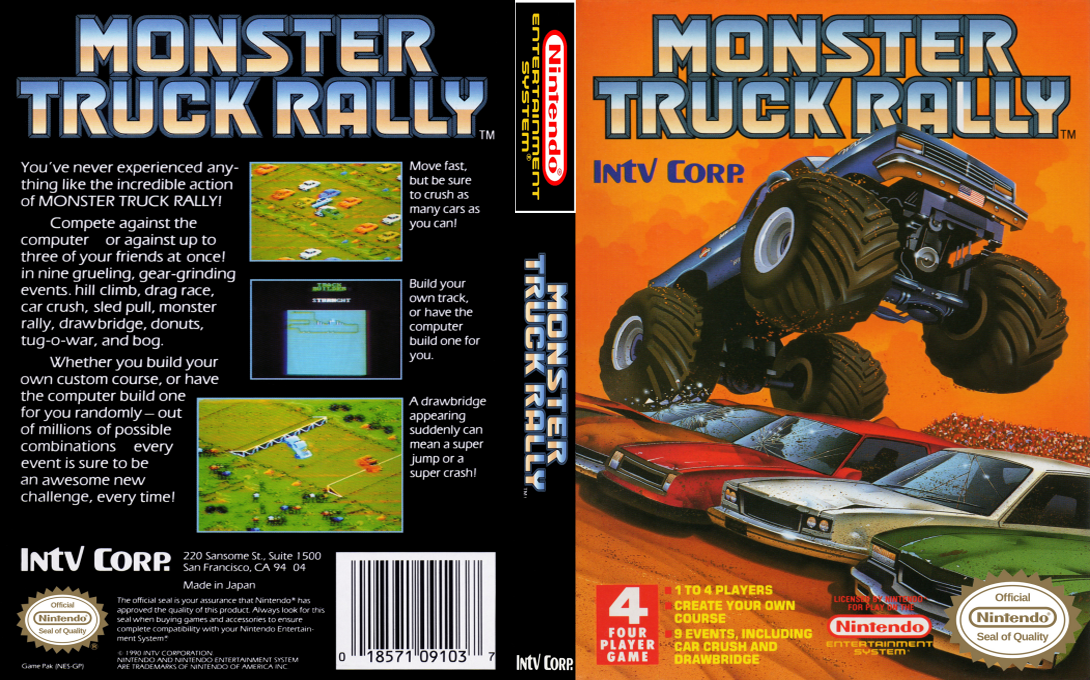 MONSTER
TRUCK RALLY™
You've never experienced any-
thing like the incredible action
of MONSTER TRUCK RALLY!
Compete against the
computer or against up to
three of your friends at once!
in nine grueling, gear-grinding
events. hill climb, drag race,
car crush, sled pull, monster
rally, drawbridge, donuts,
tug-o-war, and bog.
Whether you build your
own custom course, or have
the computer build one
for you randomly – out
of millions of possible
combinations every
event is sure to be
an awesome new
challenge, every time!
Move fast,
but be sure
to crush as
many cars as
you can!
TRACK
BUILDER
STRAIGHT
Build your
own track,
or have the
computer
build one for
you.
A drawbridge
appearing
suddenly can
mean a super
jump or a
super crash!
INTV CORP.
220 Sansome St., Suite 1500
San Francisco, CA 94 04
Made in Japan
Official
Nintendo®
Seal of Quality
®
The official seal is your assurance that Nintendo® has
approved the quality of this product. Always look for this
seal when buying games and accessories to ensure
complete compatibility with your Nintendo Entertain-
ment System®
Game Pak (NES-GP)
© 1990 INTV CORPORATION
NINTENDO AND NINTENDO ENTERTAINMENT SYSTEM
ARE TRADEMARKS OF NINTENDO OF AMERICA INC
0 18571 09103 7
Nintendo®
ENTERTAINMENT
SYSTEM®
MONSTER
TRUCK RALLY™
INTV CORP.
MONSTER
TRUCK RALLY™
INTV CORP.
4
FOUR
PLAYER
GAME
1 TO 4 PLAYERS
CREATE YOUR OWN
COURSE
9 EVENTS, INCLUDING
CAR CRUSH AND
DRAWBRIDGE
LICENSED BY NINTENDO
FOR PLAY ON THE
Nintendo
ENTERTAINMENT
SYSTEM®
Official
Nintendo®
Seal of Quality